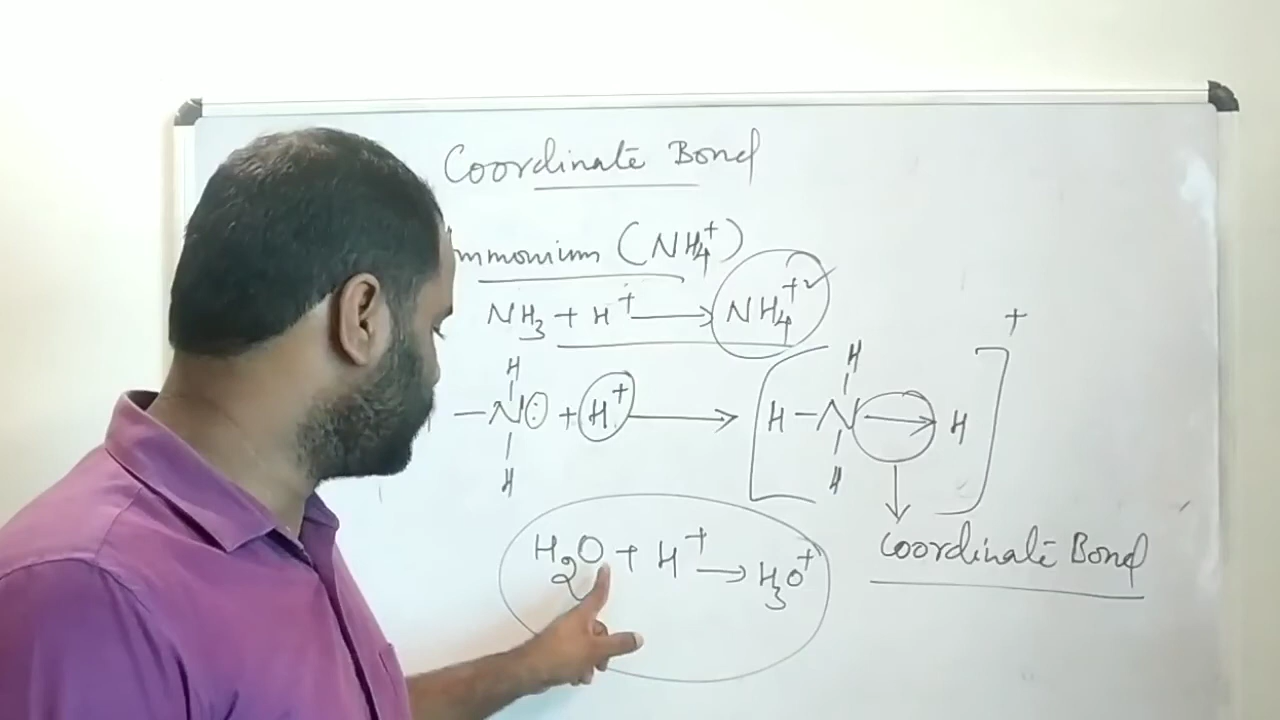 Coordinate Bond
mmonium (NH₄⁺)
NH₃ + H⁺ → NH₄⁺ ✓
H H
– N : + H⁺ → [ H – N → H ]⁺
H H
H₂O + H⁺ → H₃O⁺
Coordinate Bond